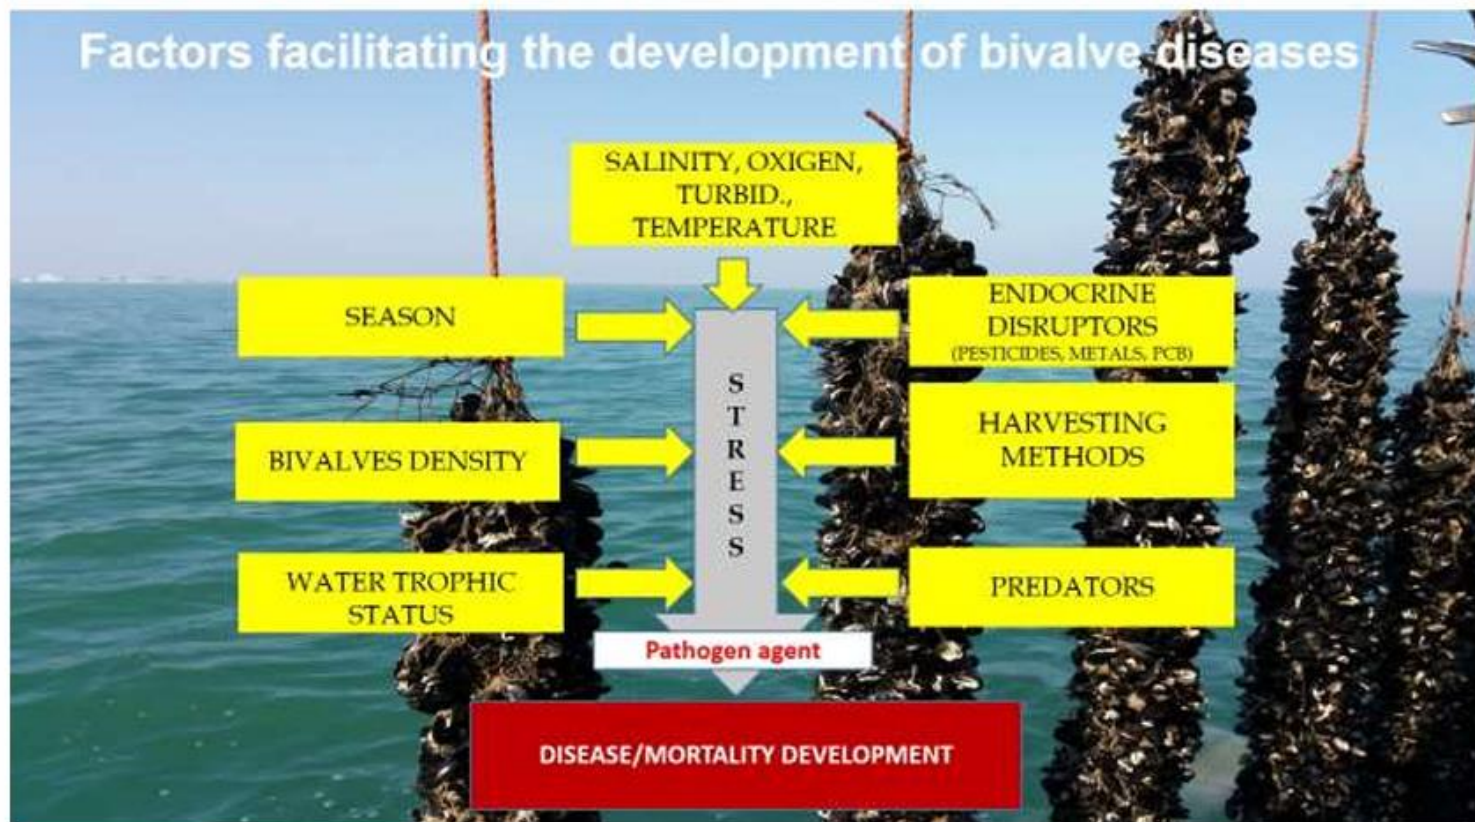 Factors facilitating the development of bivalve diseases
SALINITY, OXIGEN,
TURBID.,
TEMPERATURE
SEASON
ENDOCRINE
DISRUPTORS
(PESTICIDES, METALS, PCB)
BIVALVES DENSITY
STRESS
HARVESTING
METHODS
WATER TROPHIC
STATUS
PREDATORS
Pathogen agent
DISEASE/MORTALITY DEVELOPMENT